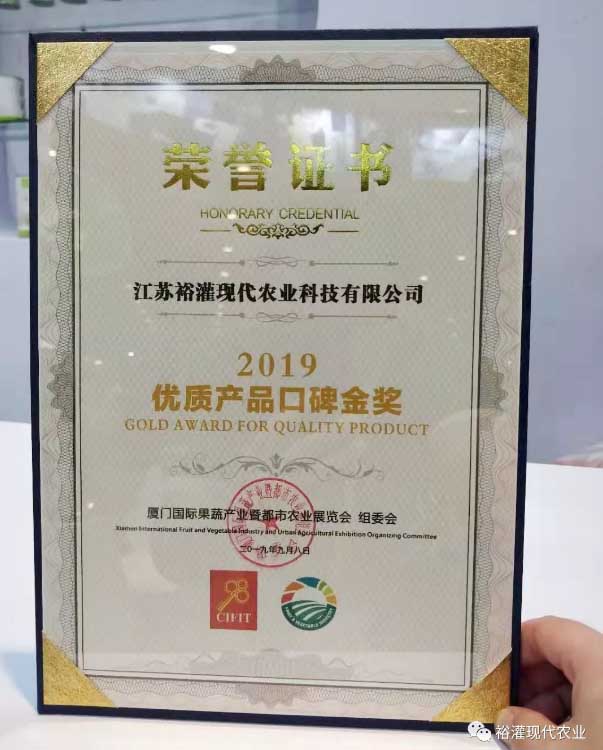 荣誉证书
HONORARY CREDENTIAL
江苏裕灌现代农业科技有限公司
2019
优质产品口碑金奖
GOLD AWARD FOR QUALITY PRODUCT
厦门国际果蔬产业暨都市农业展览会 组委会
Xiamen International Fruit and Vegetable Industry and Urban Agricultural Exhibition Organizing Committee
二〇一九年九月八日
CIFIT
裕灌现代农业